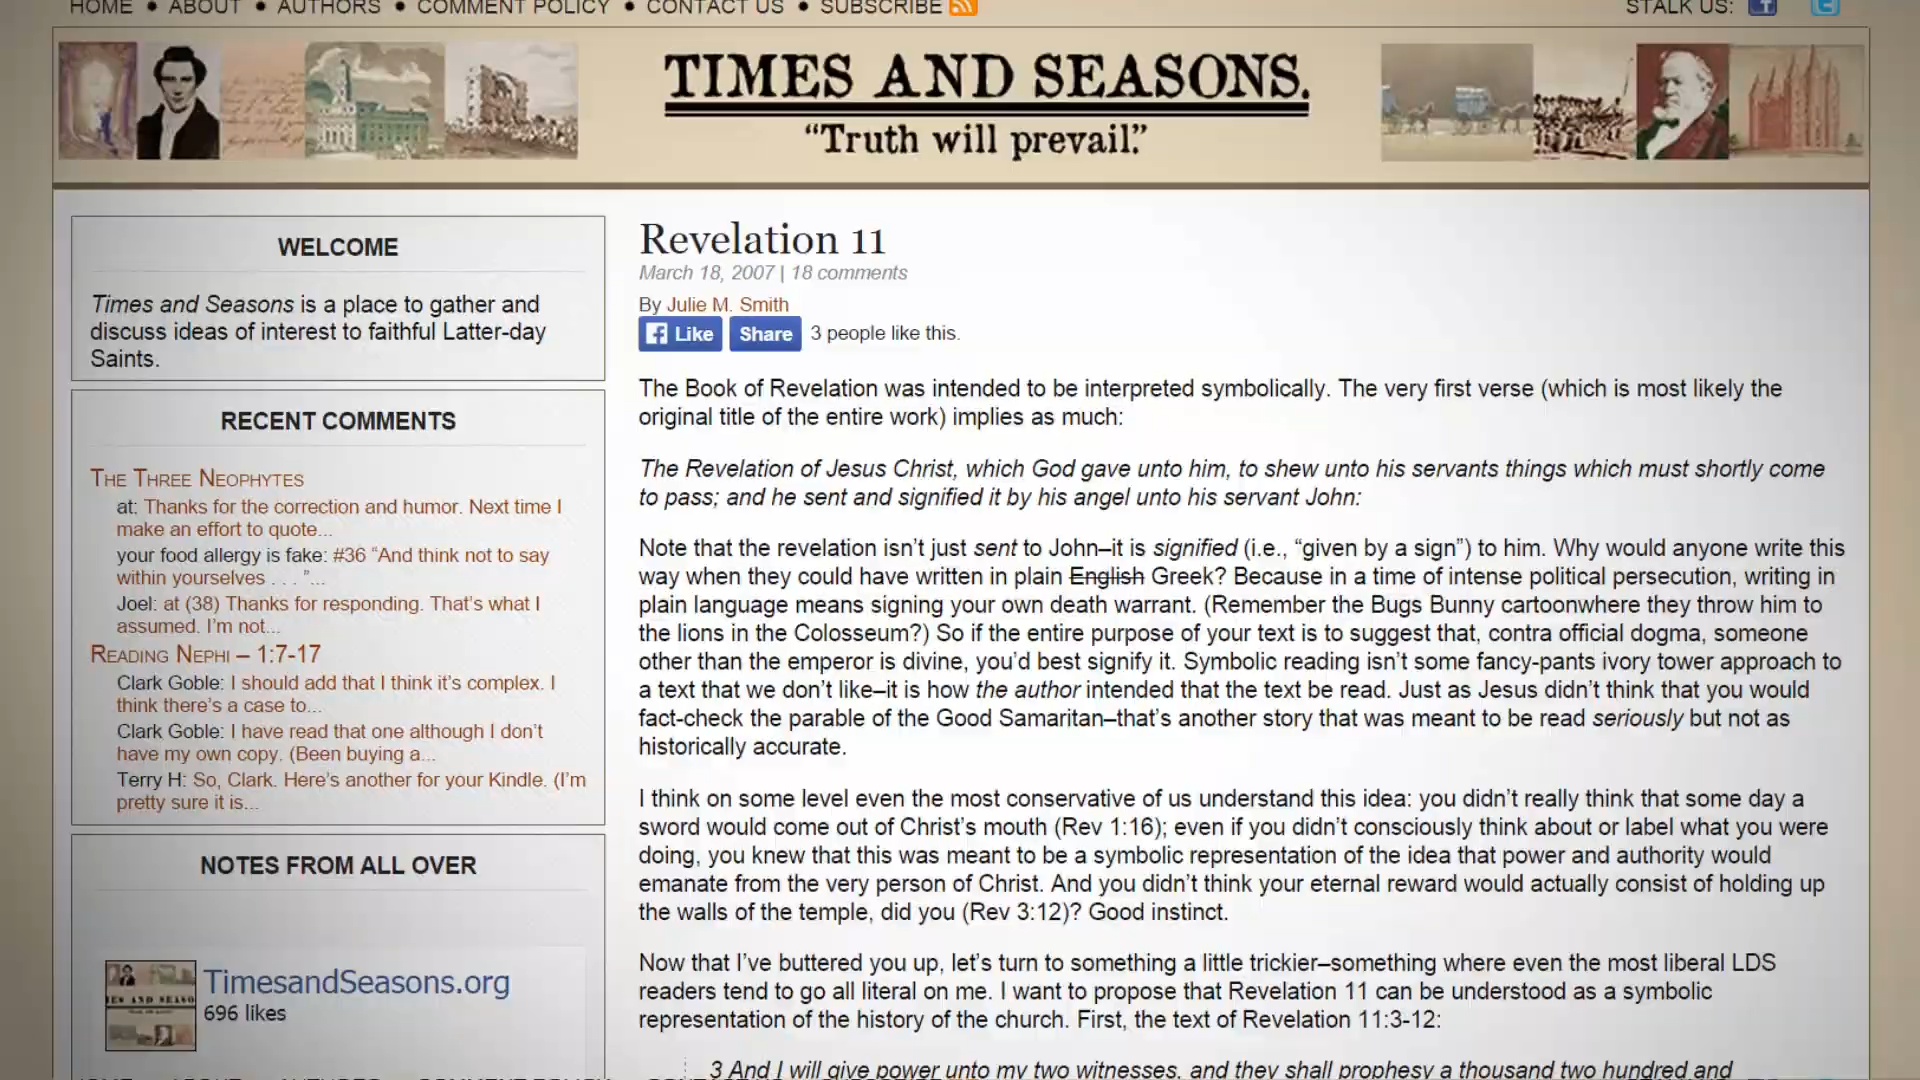 HOME • ABOUT • AUTHORS • COMMENT POLICY • CONTACT US • SUBSCRIBE
STALK US:
TIMES AND SEASONS.
“Truth will prevail.”
WELCOME
Times and Seasons is a place to gather and
discuss ideas of interest to faithful Latter-day
Saints.
RECENT COMMENTS
THE THREE NEOPHYTES
at: Thanks for the correction and humor. Next time I
make an effort to quote...
your food allergy is fake: #36 “And think not to say
within yourselves . . . ”...
Joel: at (38) Thanks for responding. That’s what I
assumed. I’m not...
READING NEPHI – 1:7-17
Clark Goble: I should add that I think it’s complex. I
think there’s a case to...
Clark Goble: I have read that one although I don’t
have my own copy. (Been buying a...
Terry H: So, Clark. Here’s another for your Kindle. (I’m
pretty sure it is...
NOTES FROM ALL OVER
TimesandSeasons.org
696 likes
Revelation 11
March 18, 2007 | 18 comments
By Julie M. Smith
Like Share 3 people like this.
The Book of Revelation was intended to be interpreted symbolically. The very first verse (which is most likely the
original title of the entire work) implies as much:
The Revelation of Jesus Christ, which God gave unto him, to shew unto his servants things which must shortly come
to pass; and he sent and signified it by his angel unto his servant John:
Note that the revelation isn’t just sent to John–it is signified (i.e., “given by a sign”) to him. Why would anyone write this
way when they could have written in plain English Greek? Because in a time of intense political persecution, writing in
plain language means signing your own death warrant. (Remember the Bugs Bunny cartoonwhere they throw him to
the lions in the Colosseum?) So if the entire purpose of your text is to suggest that, contra official dogma, someone
other than the emperor is divine, you’d best signify it. Symbolic reading isn’t some fancy-pants ivory tower approach to
a text that we don’t like–it is how the author intended that the text be read. Just as Jesus didn’t think that you would
fact-check the parable of the Good Samaritan–that’s another story that was meant to be read seriously but not as
historically accurate.
I think on some level even the most conservative of us understand this idea: you didn’t really think that some day a
sword would come out of Christ’s mouth (Rev 1:16); even if you didn’t consciously think about or label what you were
doing, you knew that this was meant to be a symbolic representation of the idea that power and authority would
emanate from the very person of Christ. And you didn’t think your eternal reward would actually consist of holding up
the walls of the temple, did you (Rev 3:12)? Good instinct.
Now that I’ve buttered you up, let’s turn to something a little trickier–something where even the most liberal LDS
readers tend to go all literal on me. I want to propose that Revelation 11 can be understood as a symbolic
representation of the history of the church. First, the text of Revelation 11:3-12:
3 And I will give power unto my two witnesses, and they shall prophesy a thousand two hundred and